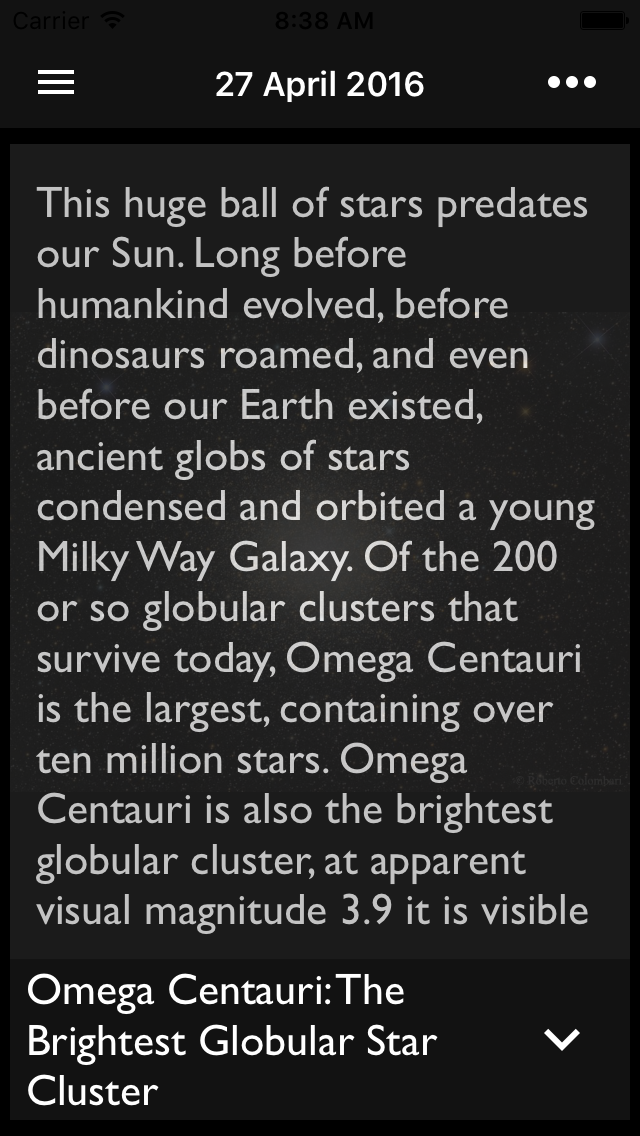 Carrier 8:38 AM
27 April 2016
This huge ball of stars predates
our Sun. Long before
humankind evolved, before
dinosaurs roamed, and even
before our Earth existed,
ancient globs of stars
condensed and orbited a young
Milky Way Galaxy. Of the 200
or so globular clusters that
survive today, Omega Centauri
is the largest, containing over
ten million stars. Omega
© Roberto Colombari
Centauri is also the brightest
globular cluster, at apparent
visual magnitude 3.9 it is visible
Omega Centauri: The
Brightest Globular Star
Cluster